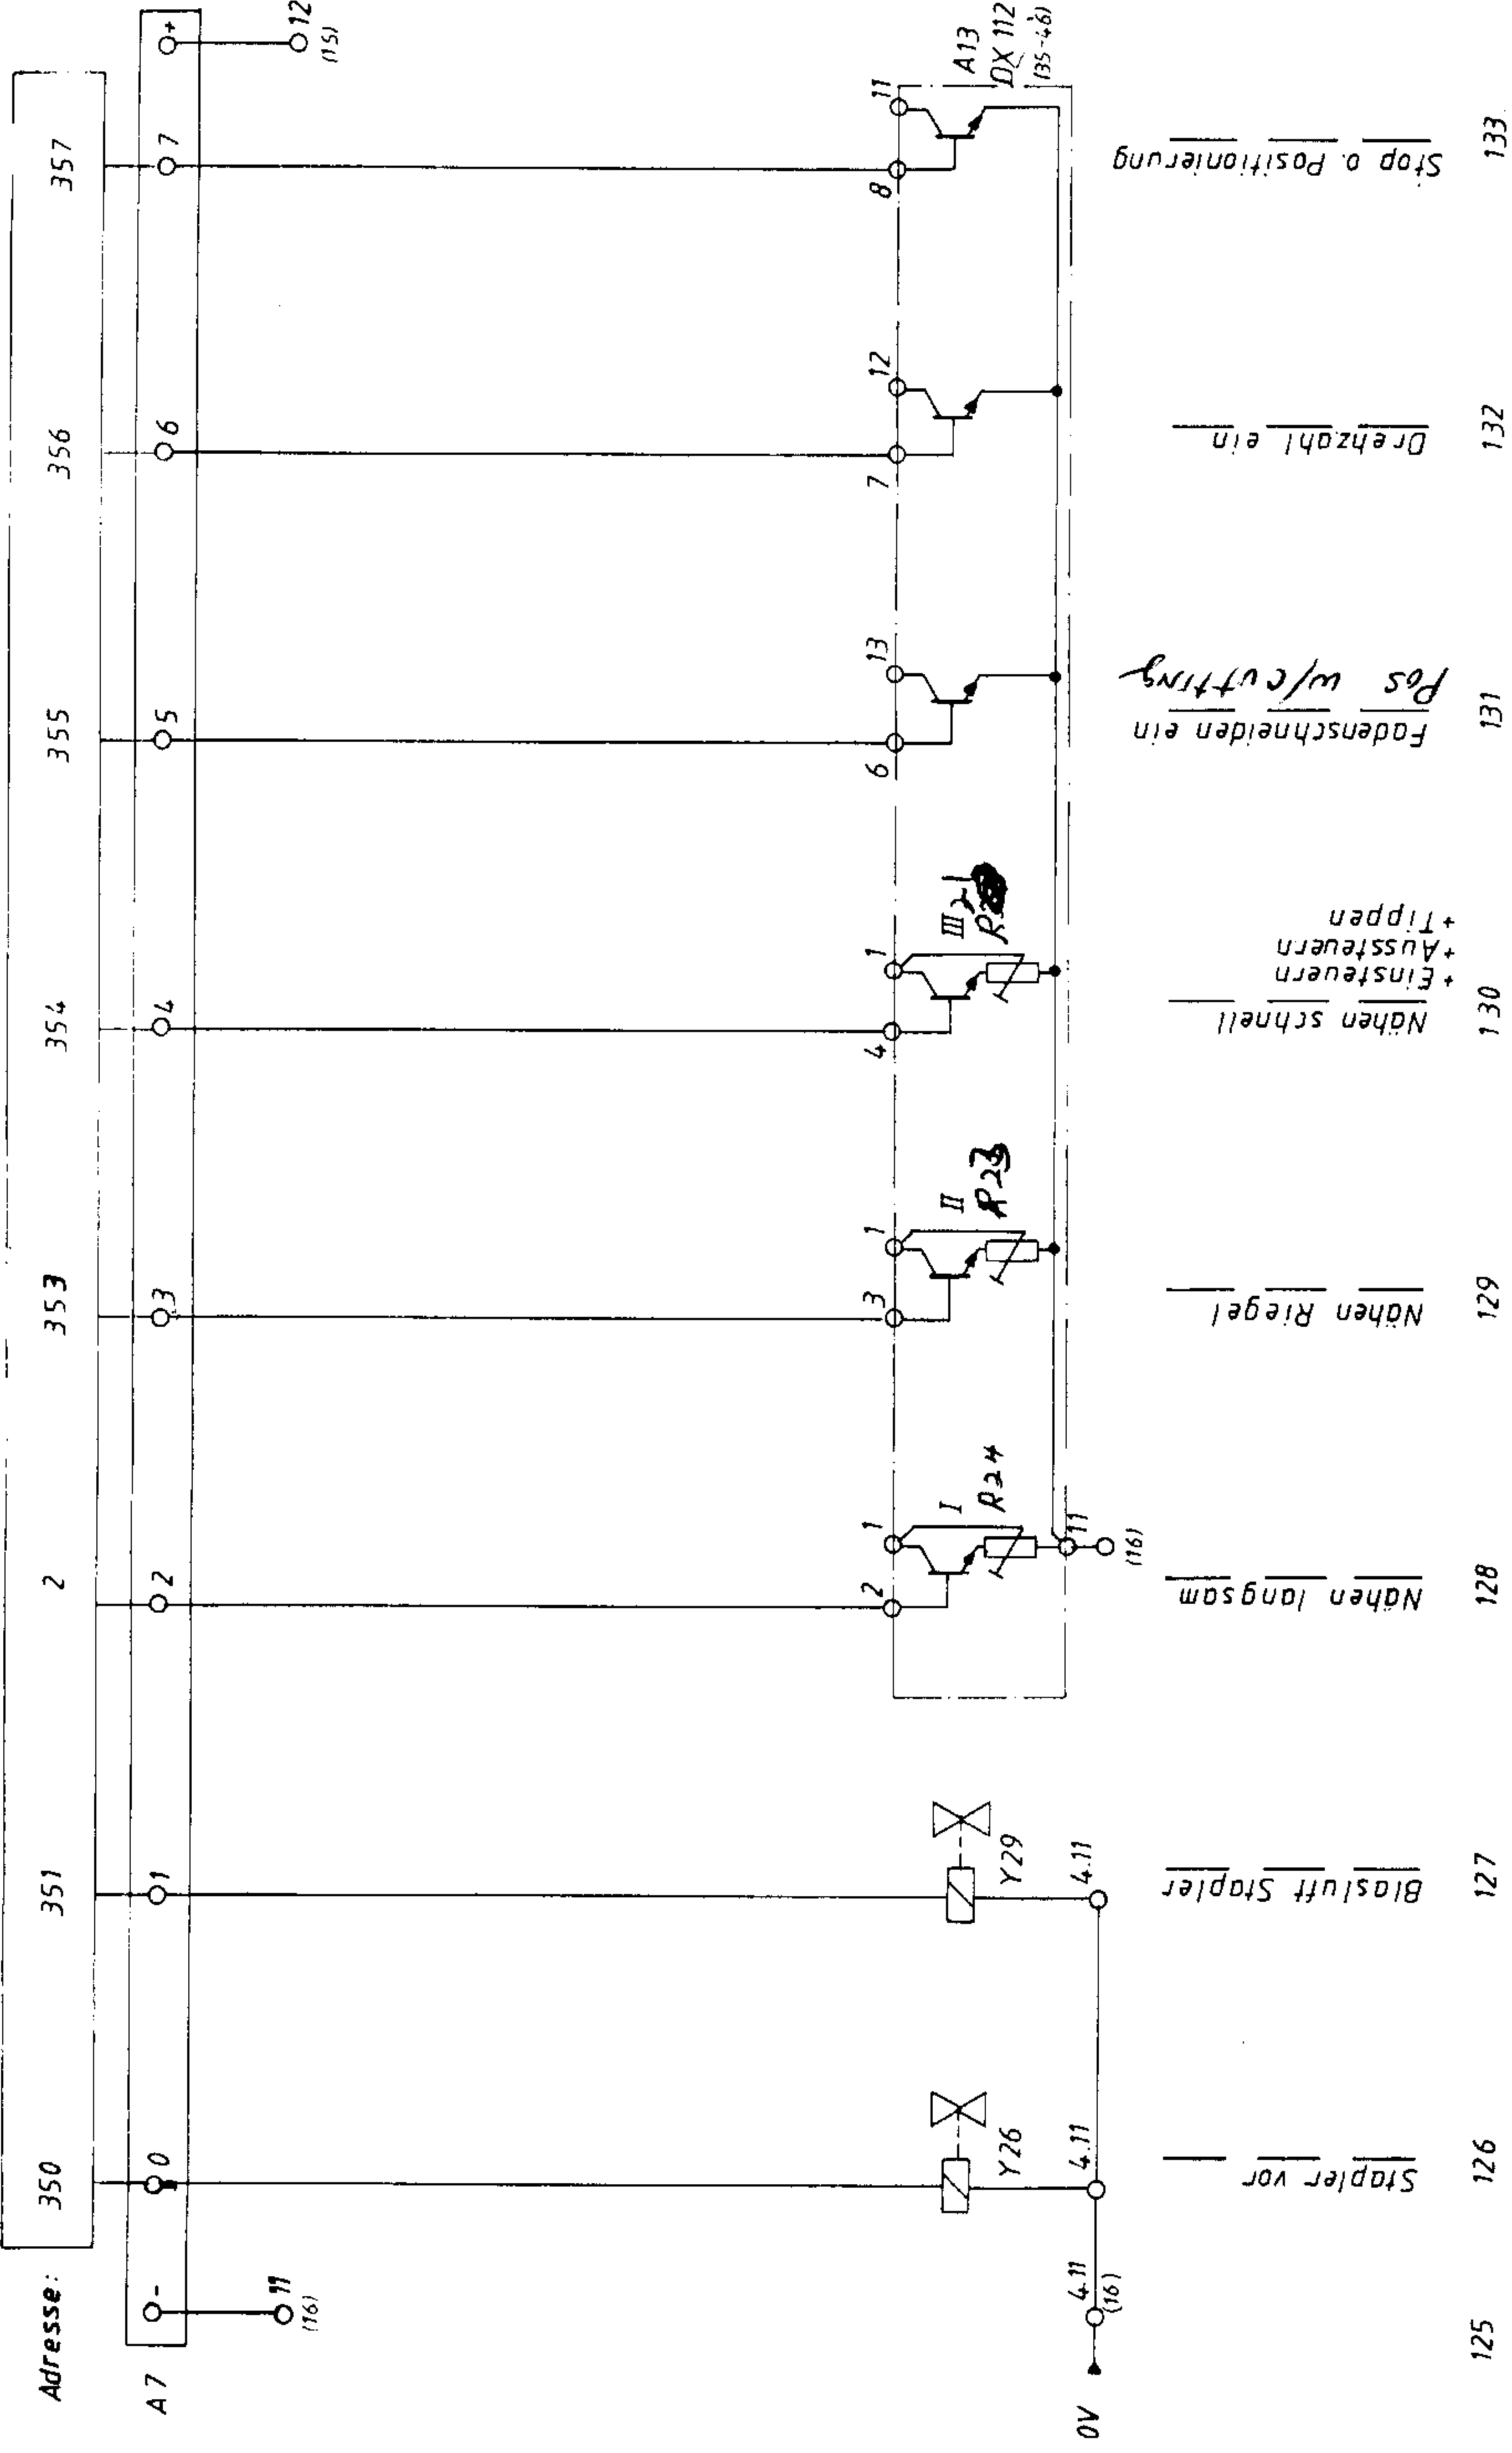 Adresse:
350
351
2
353
354
355
356
357
A7
-
0
1
2
3
4
5
6
7
+
11
(16)
12
(15)
2
1
3
1
4
1
6
13
7
12
8
11
A13
DX 112
(35-46)
I
R24
II
R23
III
Y26
Y29
0V
4.11
(16)
4.11
4.11
11
(16)
Stapler vor
Blasluft Stapler
Nähen langsam
Nähen Riegel
Nähen schnell
+ Einsteuern
+ Aussteuern
+ Tippen
Fadenschneiden ein
Pos w/cutting
Drehzahl ein
Stop o. Positionierung
125
126
127
128
129
130
131
132
133